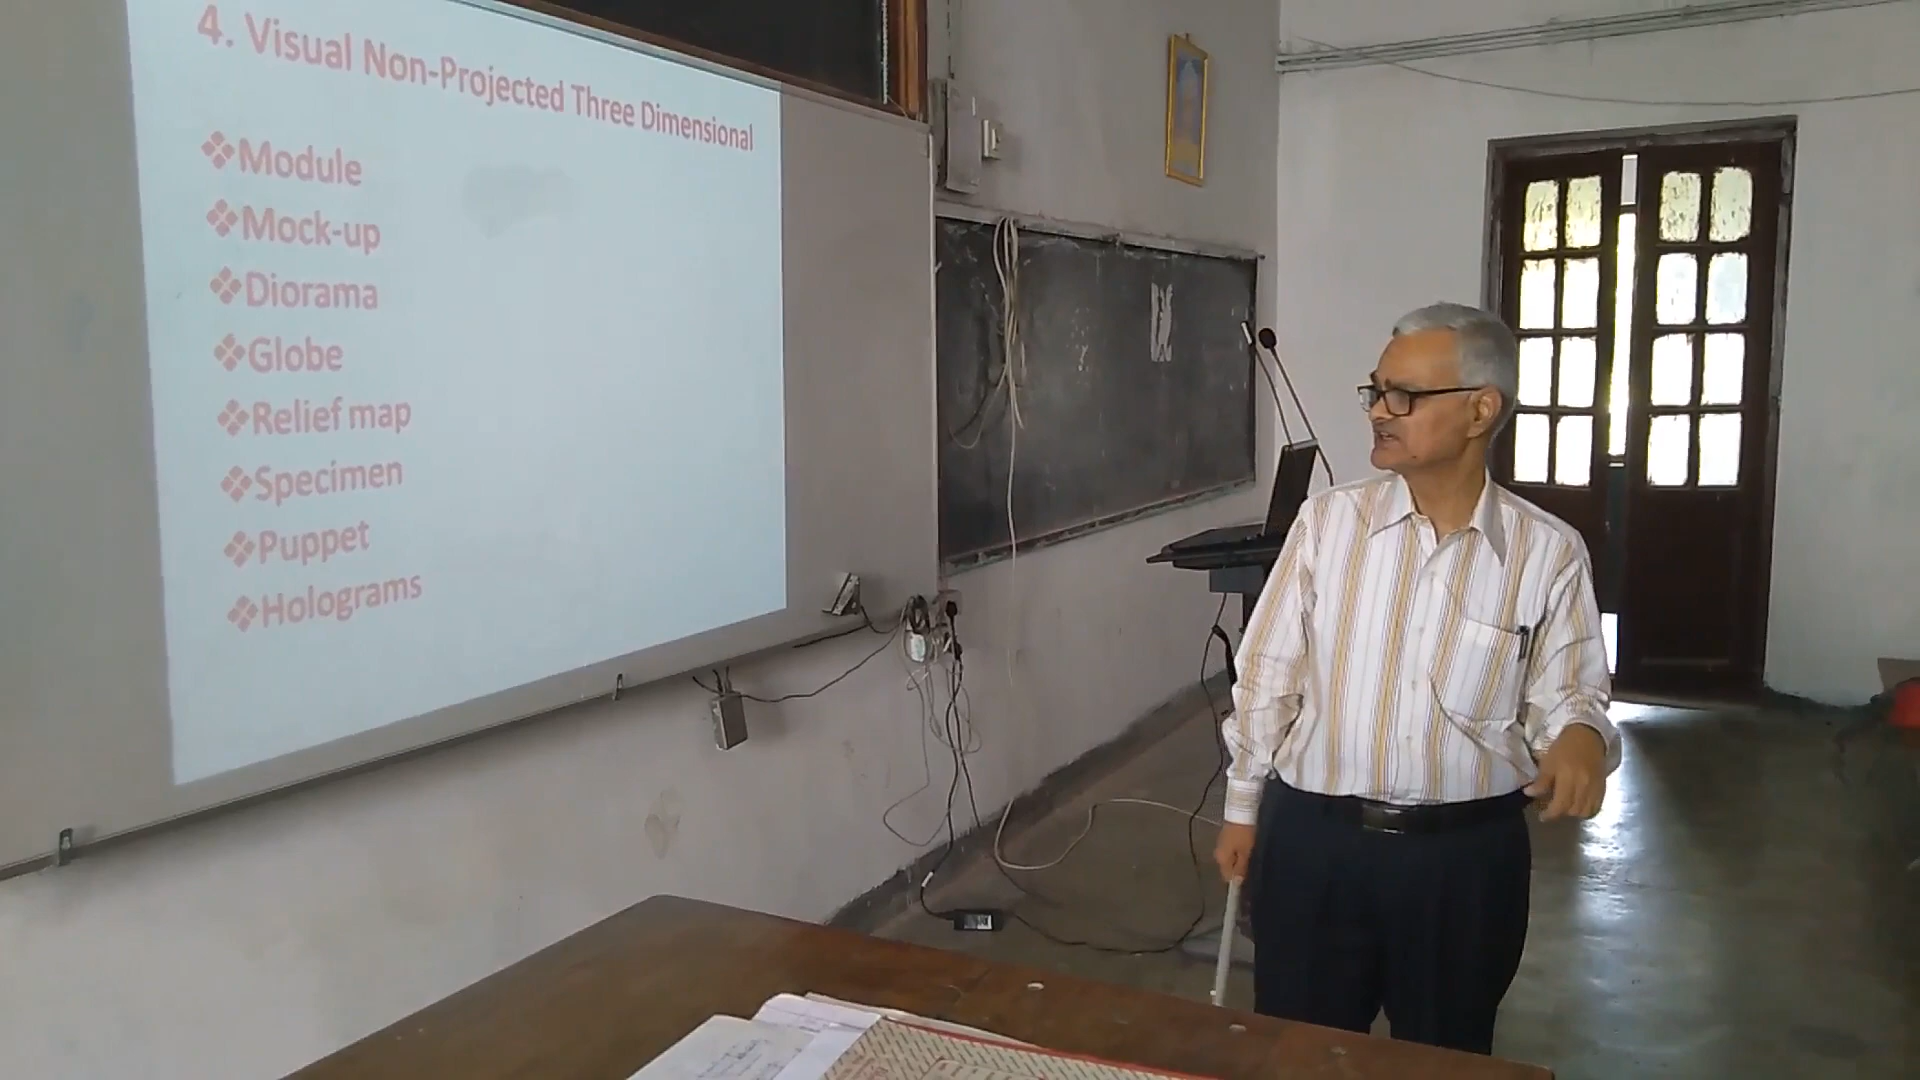 4. Visual Non-Projected Three Dimensional
❖Module
❖Mock-up
❖Diorama
❖Globe
❖Relief map
❖Specimen
❖Puppet
❖Holograms